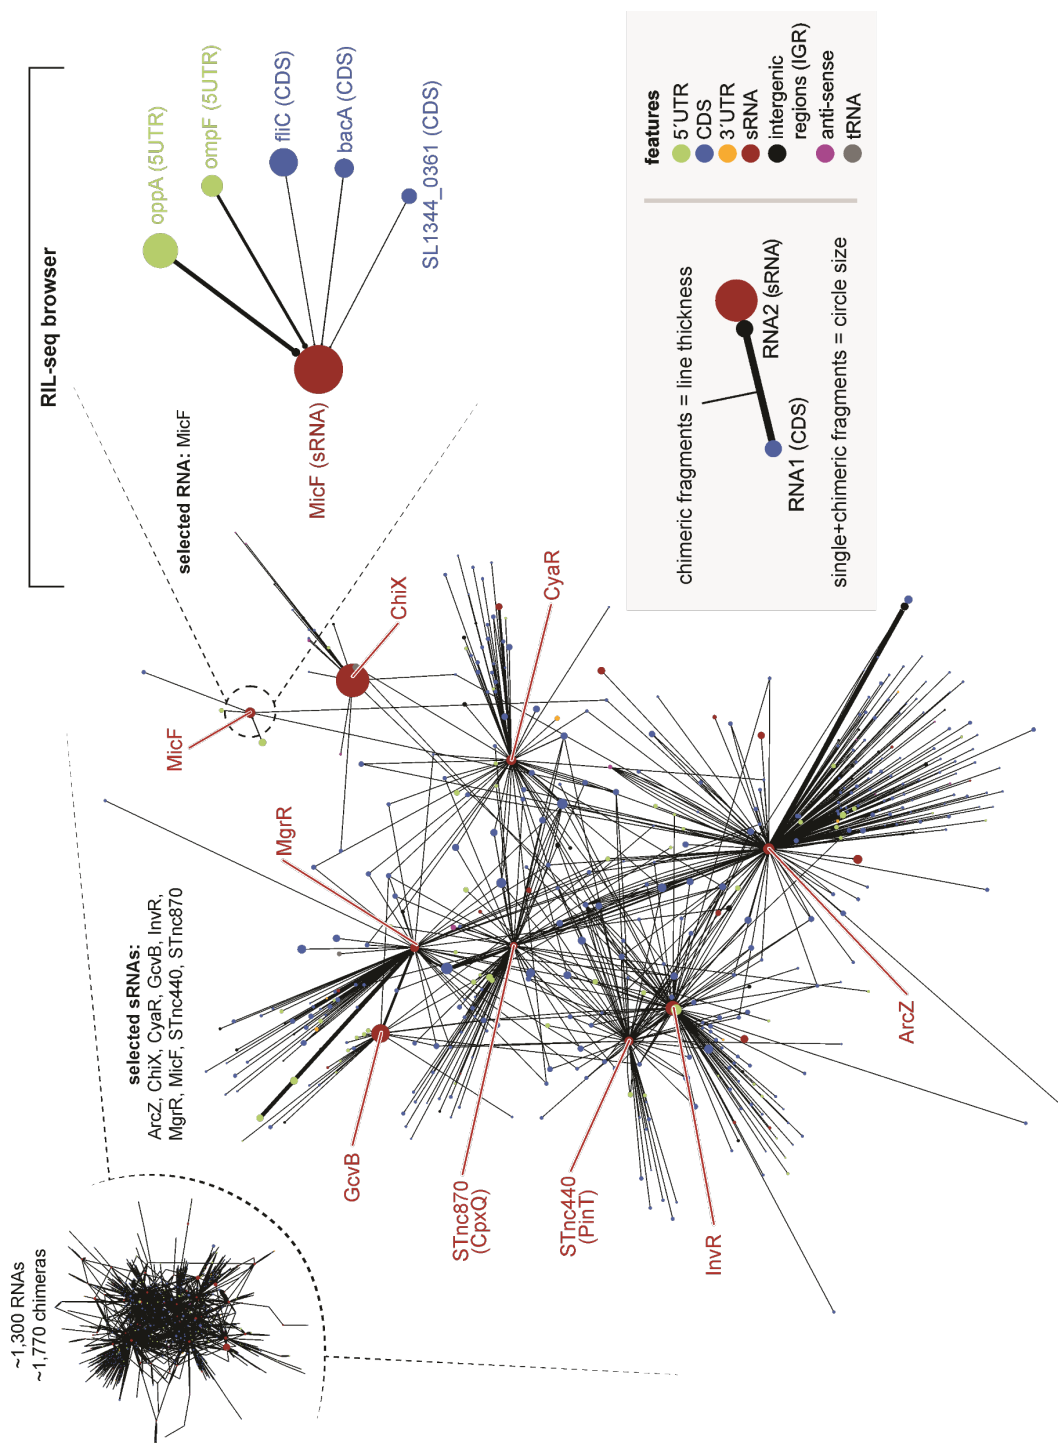 ~1,300 RNAs
~1,770 chimeras
selected sRNAs:
ArcZ, ChiX, CyaR, GcvB, InvR,
MgrR, MicF, STnc440, STnc870
GcvB
MgrR
MicF
ChiX
CyaR
STnc870
(CpxQ)
STnc440
(PinT)
InvR
ArcZ
RIL-seq browser
selected RNA: MicF
MicF (sRNA)
oppA (5UTR)
ompF (5UTR)
fliC (CDS)
bacA (CDS)
SL1344_0361 (CDS)
chimeric fragments = line thickness
RNA1 (CDS)
RNA2 (sRNA)
single+chimeric fragments = circle size
features
5´UTR
CDS
3´UTR
sRNA
intergenic
regions (IGR)
anti-sense
tRNA